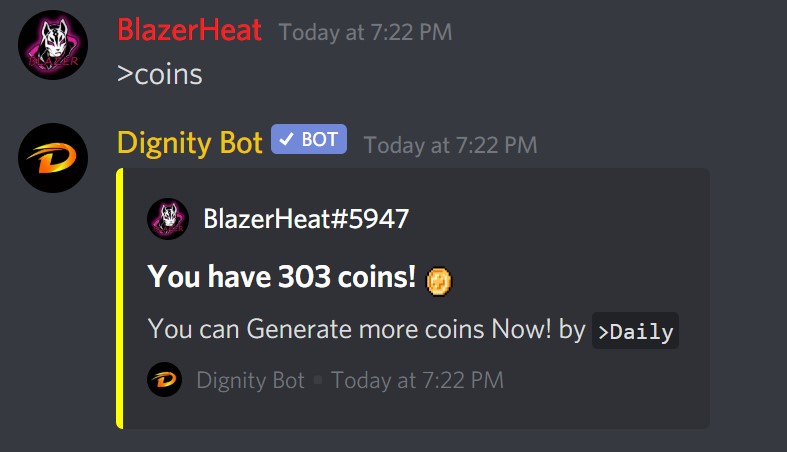 BlazerHeat Today at 7:22 PM
>coins
BLAZER
Dignity Bot ✓ BOT Today at 7:22 PM
BlazerHeat#5947
You have 303 coins!
You can Generate more coins Now! by >Daily
Dignity Bot • Today at 7:22 PM